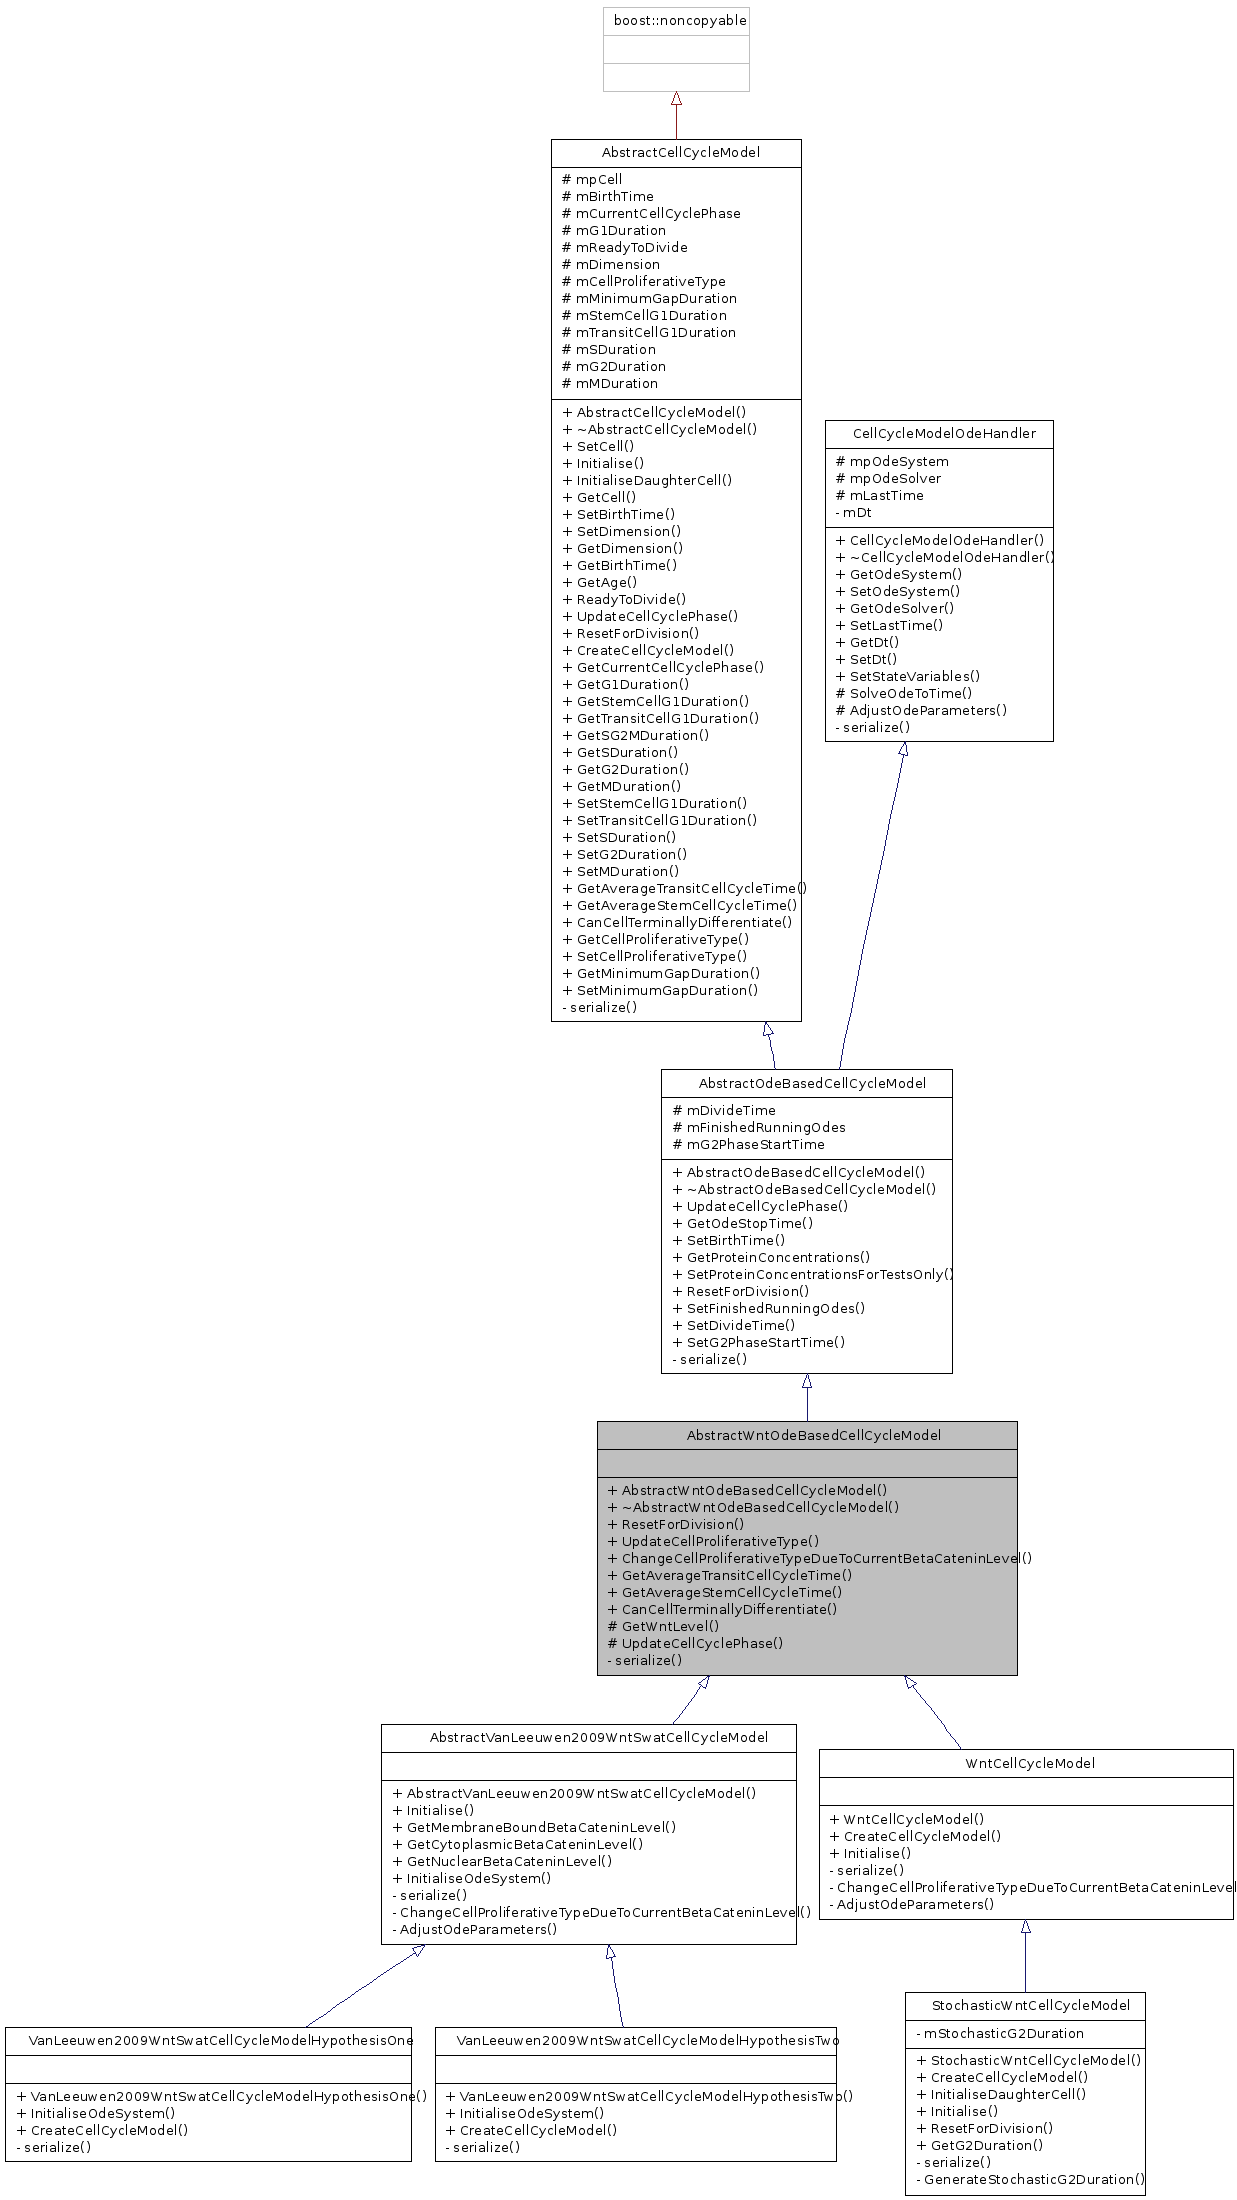 boost::noncopyable
AbstractCellCycleModel
# mpCell
# mBirthTime
# mCurrentCellCyclePhase
# mG1Duration
# mReadyToDivide
# mDimension
# mCellProliferativeType
# mMinimumGapDuration
# mStemCellG1Duration
# mTransitCellG1Duration
# mSDuration
# mG2Duration
# mMDuration
+ AbstractCellCycleModel()
+ ~AbstractCellCycleModel()
+ SetCell()
+ Initialise()
+ InitialiseDaughterCell()
+ GetCell()
+ SetBirthTime()
+ SetDimension()
+ GetDimension()
+ GetBirthTime()
+ GetAge()
+ ReadyToDivide()
+ UpdateCellCyclePhase()
+ ResetForDivision()
+ CreateCellCycleModel()
+ GetCurrentCellCyclePhase()
+ GetG1Duration()
+ GetStemCellG1Duration()
+ GetTransitCellG1Duration()
+ GetSG2MDuration()
+ GetSDuration()
+ GetG2Duration()
+ GetMDuration()
+ SetStemCellG1Duration()
+ SetTransitCellG1Duration()
+ SetSDuration()
+ SetG2Duration()
+ SetMDuration()
+ GetAverageTransitCellCycleTime()
+ GetAverageStemCellCycleTime()
+ CanCellTerminallyDifferentiate()
+ GetCellProliferativeType()
+ SetCellProliferativeType()
+ GetMinimumGapDuration()
+ SetMinimumGapDuration()
- serialize()
CellCycleModelOdeHandler
# mpOdeSystem
# mpOdeSolver
# mLastTime
- mDt
+ CellCycleModelOdeHandler()
+ ~CellCycleModelOdeHandler()
+ GetOdeSystem()
+ SetOdeSystem()
+ GetOdeSolver()
+ SetLastTime()
+ GetDt()
+ SetDt()
+ SetStateVariables()
# SolveOdeToTime()
# AdjustOdeParameters()
- serialize()
AbstractOdeBasedCellCycleModel
# mDivideTime
# mFinishedRunningOdes
# mG2PhaseStartTime
+ AbstractOdeBasedCellCycleModel()
+ ~AbstractOdeBasedCellCycleModel()
+ UpdateCellCyclePhase()
+ GetOdeStopTime()
+ SetBirthTime()
+ GetProteinConcentrations()
+ SetProteinConcentrationsForTestsOnly()
+ ResetForDivision()
+ SetFinishedRunningOdes()
+ SetDivideTime()
+ SetG2PhaseStartTime()
- serialize()
AbstractWntOdeBasedCellCycleModel
+ AbstractWntOdeBasedCellCycleModel()
+ ~AbstractWntOdeBasedCellCycleModel()
+ ResetForDivision()
+ UpdateCellProliferativeType()
+ ChangeCellProliferativeTypeDueToCurrentBetaCateninLevel()
+ GetAverageTransitCellCycleTime()
+ GetAverageStemCellCycleTime()
+ CanCellTerminallyDifferentiate()
# GetWntLevel()
# UpdateCellCyclePhase()
- serialize()
AbstractVanLeeuwen2009WntSwatCellCycleModel
+ AbstractVanLeeuwen2009WntSwatCellCycleModel()
+ Initialise()
+ GetMembraneBoundBetaCateninLevel()
+ GetCytoplasmicBetaCateninLevel()
+ GetNuclearBetaCateninLevel()
+ InitialiseOdeSystem()
- serialize()
- ChangeCellProliferativeTypeDueToCurrentBetaCateninLevel()
- AdjustOdeParameters()
WntCellCycleModel
+ WntCellCycleModel()
+ CreateCellCycleModel()
+ Initialise()
- serialize()
- ChangeCellProliferativeTypeDueToCurrentBetaCateninLevel
- AdjustOdeParameters()
VanLeeuwen2009WntSwatCellCycleModelHypothesisOne
+ VanLeeuwen2009WntSwatCellCycleModelHypothesisOne()
+ InitialiseOdeSystem()
+ CreateCellCycleModel()
- serialize()
VanLeeuwen2009WntSwatCellCycleModelHypothesisTwo
+ VanLeeuwen2009WntSwatCellCycleModelHypothesisTwo()
+ InitialiseOdeSystem()
+ CreateCellCycleModel()
- serialize()
StochasticWntCellCycleModel
- mStochasticG2Duration
+ StochasticWntCellCycleModel()
+ CreateCellCycleModel()
+ InitialiseDaughterCell()
+ Initialise()
+ ResetForDivision()
+ GetG2Duration()
- serialize()
- GenerateStochasticG2Duration()